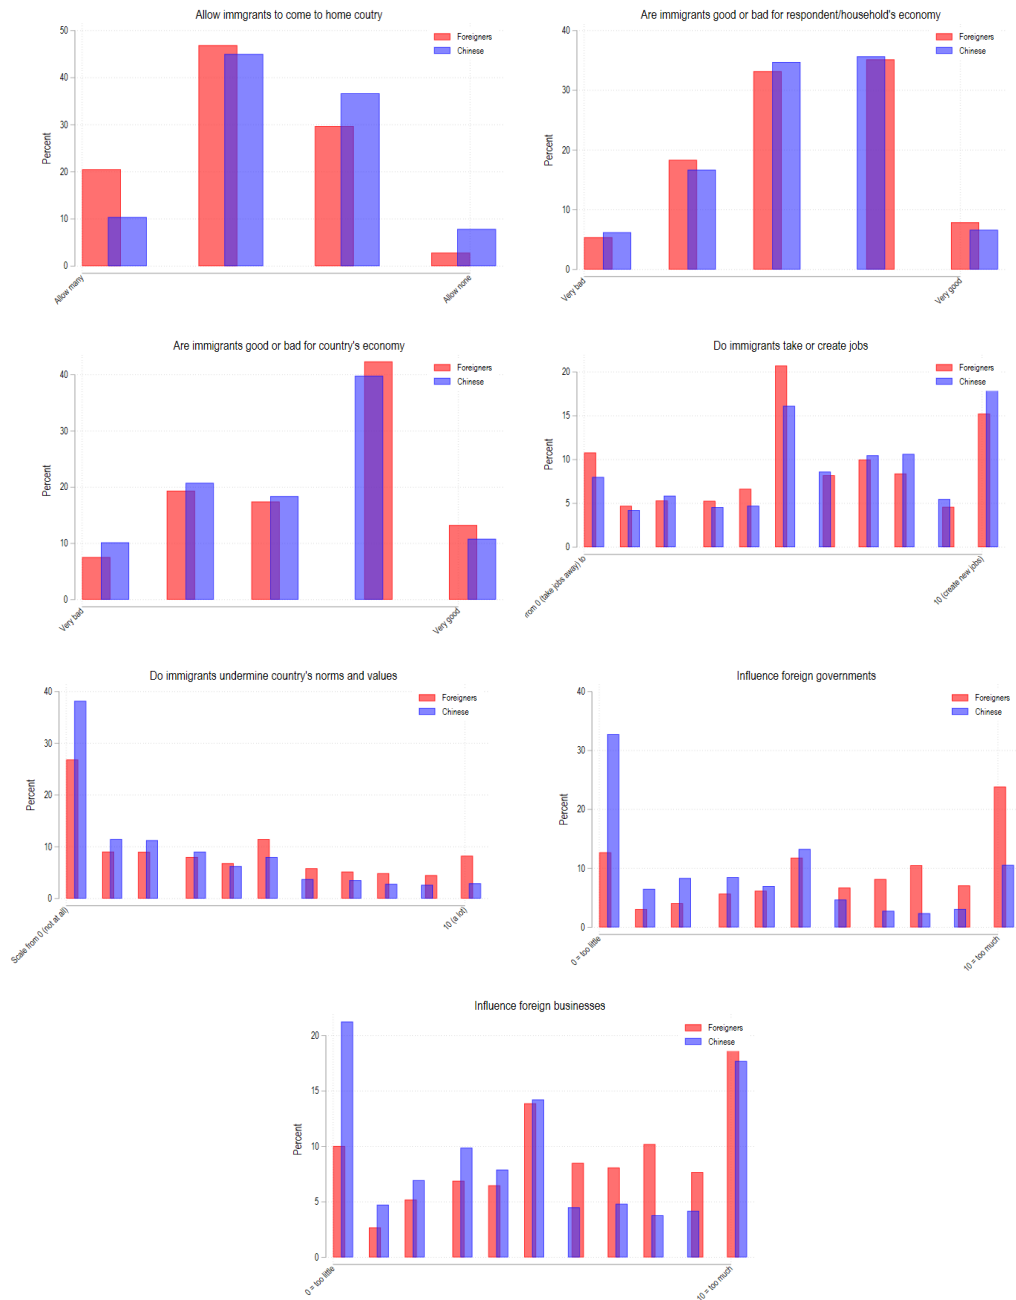 Allow immgrants to come to home coutry
Foreigners
Chinese
50
40
30
20
10
0
Percent
Allow many
Allow none
Are immigrants good or bad for respondent/household's economy
Foreigners
Chinese
40
30
20
10
0
Percent
Very bad
Very good
Are immigrants good or bad for country's economy
Foreigners
Chinese
40
30
20
10
0
Percent
Very bad
Very good
Do immigrants take or create jobs
Foreigners
Chinese
20
15
10
5
0
Percent
rom 0 (take jobs away) to
10 (create new jobs)
Do immigrants undermine country's norms and values
Foreigners
Chinese
40
30
20
10
0
Percent
Scale from 0 (not at all)
10 (a lot)
Influence foreign governments
Foreigners
Chinese
40
30
20
10
0
Percent
0 = too little
10 = too much
Influence foreign businesses
Foreigners
Chinese
20
15
10
5
0
Percent
0 = too little
10 = too much